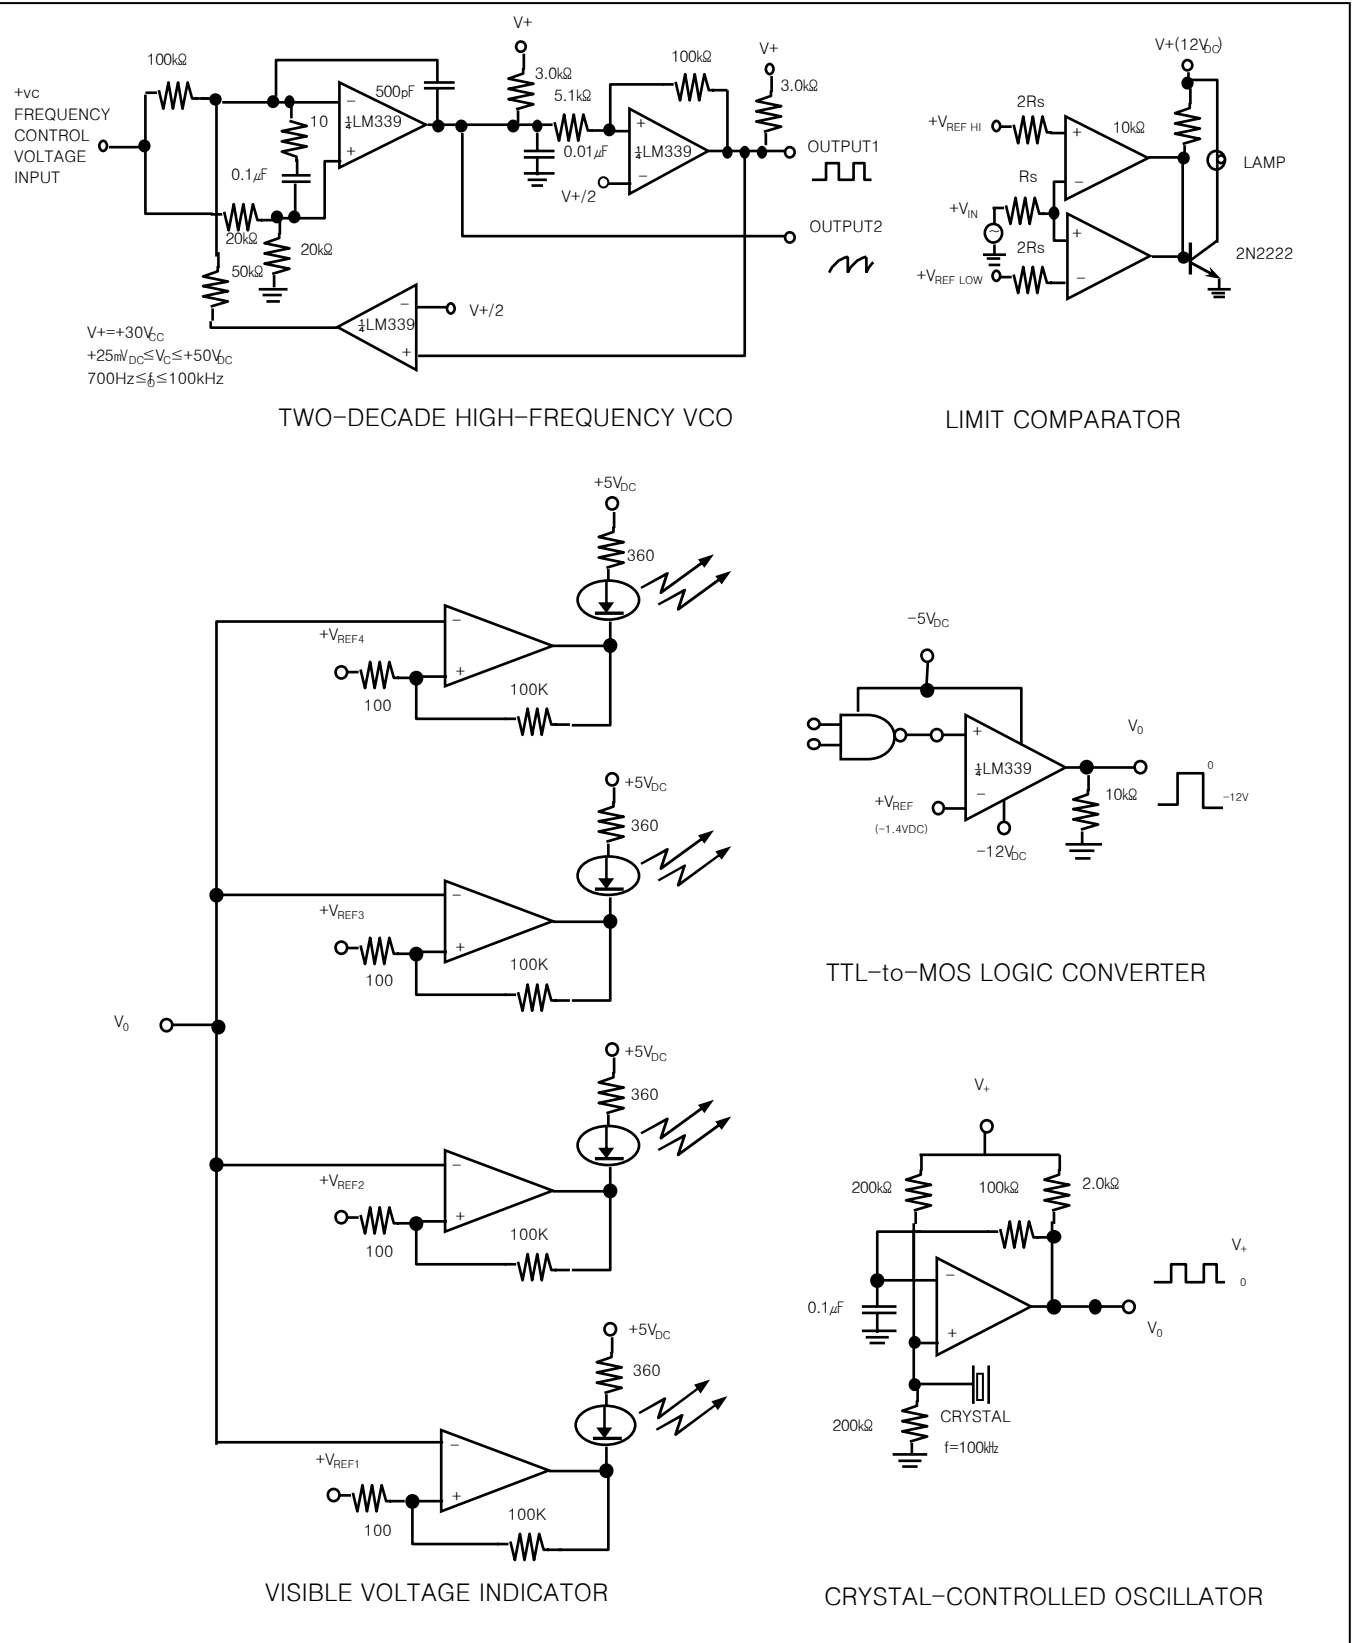 +vc
FREQUENCY
CONTROL
VOLTAGE
INPUT
100kΩ
10
0.1㎌
20kΩ
20kΩ
50kΩ
500pF
−
¼LM339
+
V+
3.0kΩ
5.1kΩ
0.01㎌
100kΩ
+
¼LM339
−
V+/2
V+
3.0kΩ
OUTPUT1
OUTPUT2
−
¼LM339
+
V+/2
V+=+30VCC
+25mVDC≤VC≤+50VDC
700Hz≤fO≤100kHz
TWO-DECADE HIGH-FREQUENCY VCO
V+(12VDC)
+VREF HI
2Rs
10kΩ
+
−
LAMP
Rs
+VIN
~
2Rs
+
−
+VREF LOW
2N2222
LIMIT COMPARATOR
+5VDC
360
+VREF4
−
+
100
100K
+5VDC
360
+VREF3
−
+
100
100K
V0
+5VDC
360
+VREF2
−
+
100
100K
+5VDC
360
+VREF1
−
+
100
100K
VISIBLE VOLTAGE INDICATOR
−5VDC
+
¼LM339
−
+VREF
(−1.4VDC)
−12VDC
V0
10kΩ
0
−12V
TTL-to-MOS LOGIC CONVERTER
V+
200kΩ
100kΩ
2.0kΩ
−
+
0.1㎌
V+
0
V0
200kΩ
CRYSTAL
f=100㎑
CRYSTAL-CONTROLLED OSCILLATOR